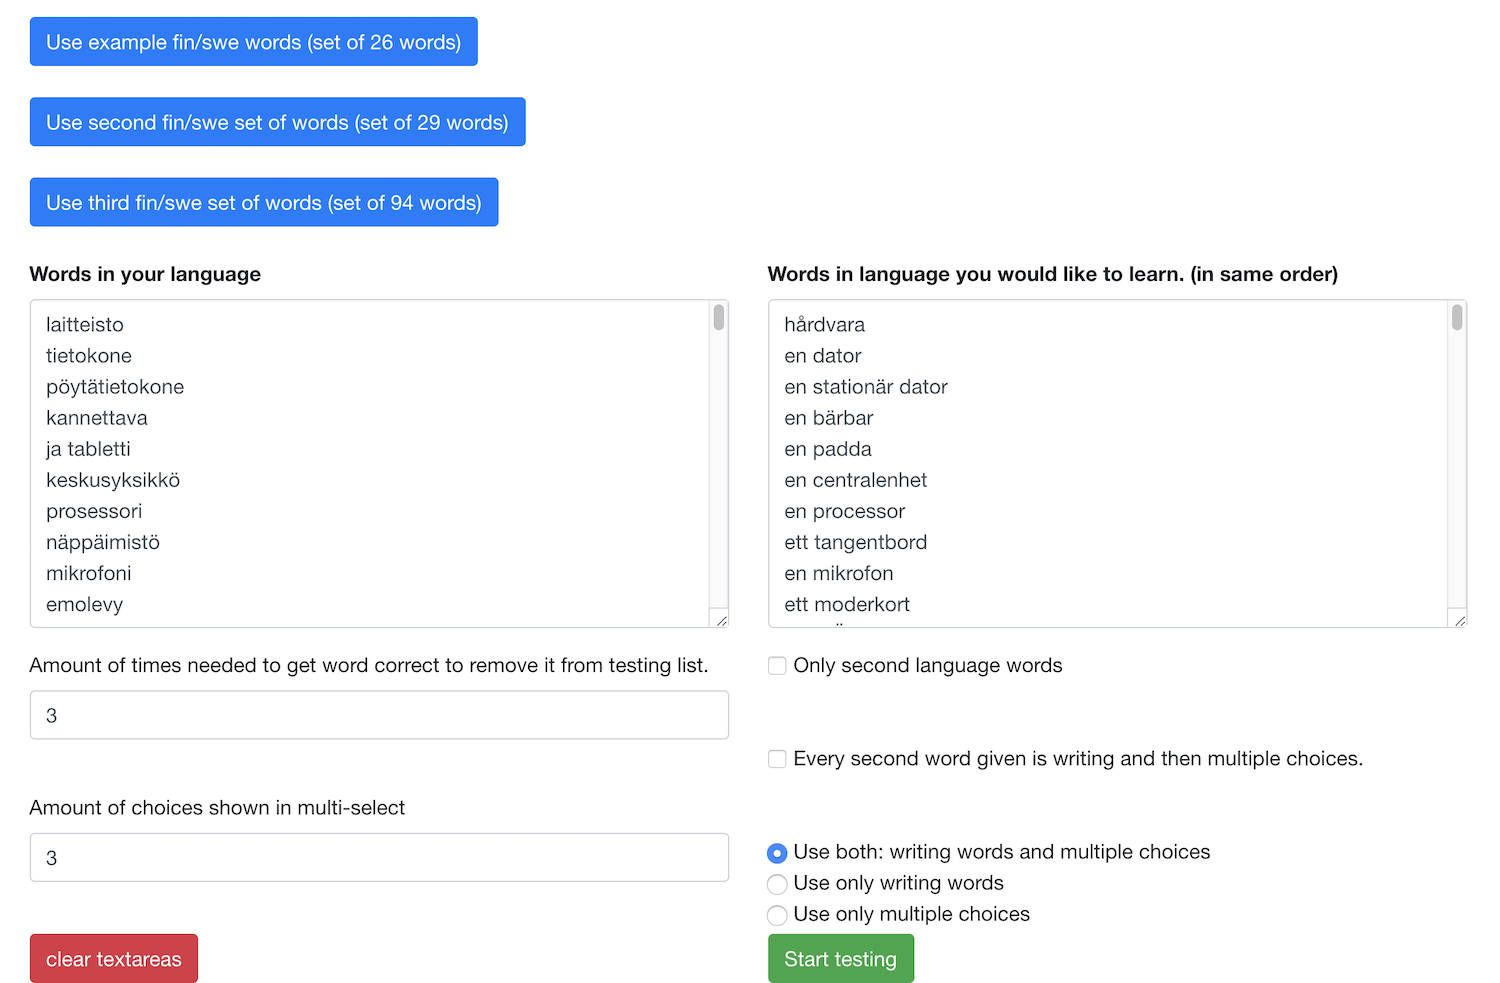 Use example fin/swe words (set of 26 words)
Use second fin/swe set of words (set of 29 words)
Use third fin/swe set of words (set of 94 words)
Words in your language
laitteisto
tietokone
pöytätietokone
kannettava
ja tabletti
keskusyksikkö
prosessori
näppäimistö
mikrofoni
emolevy
Words in language you would like to learn. (in same order)
hårdvara
en dator
en stationär dator
en bärbar
en padda
en centralenhet
en processor
ett tangentbord
en mikrofon
ett moderkort
Amount of times needed to get word correct to remove it from testing list.
3
Only second language words
Every second word given is writing and then multiple choices.
Amount of choices shown in multi-select
3
Use both: writing words and multiple choices
Use only writing words
Use only multiple choices
clear textareas
Start testing